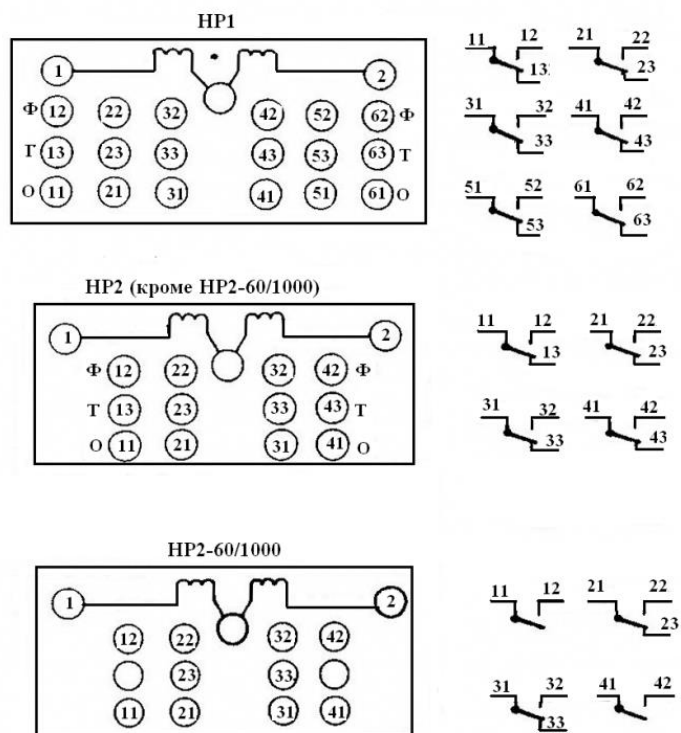 НР1
11 12 21 22
1 2
13 23
Ф 12 22 32 42 52 62 Ф
31 32 41 42
Г 13 23 33 43 53 63 Т
33 43
О 11 21 31 41 51 61 О
51 52 61 62
53 63
НР2 (кроме НР2-60/1000)
11 12 21 22
1 2
13 23
Ф 12 22 32 42 Ф
Т 13 23 33 43 Т
31 32 41 42
О 11 21 31 41 О
33 43
НР2-60/1000
11 12 21 22
1 2
23
12 22 32 42
23 33
31 32 41 42
11 21 31 41
33